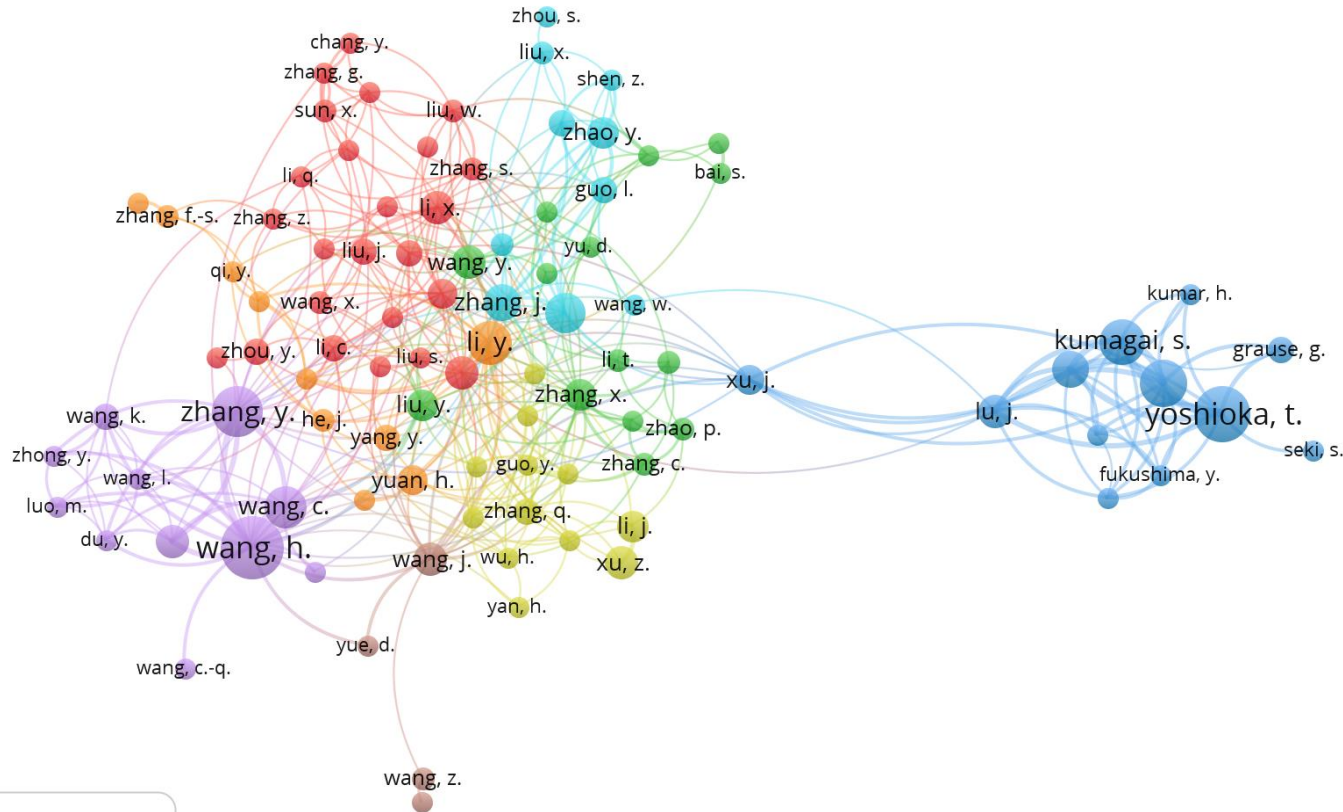 zhou, s.
chang, y.
liu, x.
zhang, g.
shen, z.
sun, x.
liu, w.
zhao, y.
zhang, s.
bai, s.
li, q.
guo, l.
li, x.
zhang, f.-s.
zhang, z.
liu, j.
yu, d.
wang, y.
qi, y.
wang, x.
zhang, j.
wang, w.
kumar, h.
li, y.
kumagai, s.
zhou, y.
li, c.
liu, s.
li, t.
grause, g.
xu, j.
zhang, x.
wang, k.
zhang, y.
liu, y.
lu, j.
yoshioka, t.
he, j.
zhao, p.
yang, y.
zhong, y.
seki, s.
guo, y.
zhang, c.
wang, l.
yuan, h.
fukushima, y.
luo, m.
wang, c.
zhang, q.
li, j.
du, y.
wang, h.
wang, j.
wu, h.
xu, z.
yan, h.
yue, d.
wang, c.-q.
wang, z.